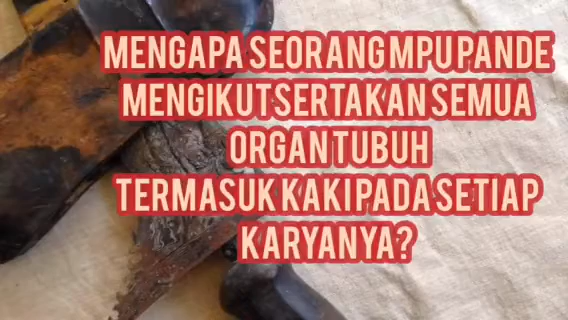 MENGAPA SEORANG MPU PANDE
MENGIKUTSERTAKAN SEMUA
ORGAN TUBUH
TERMASUK KAKI PADA SETIAP
KARYANYA?